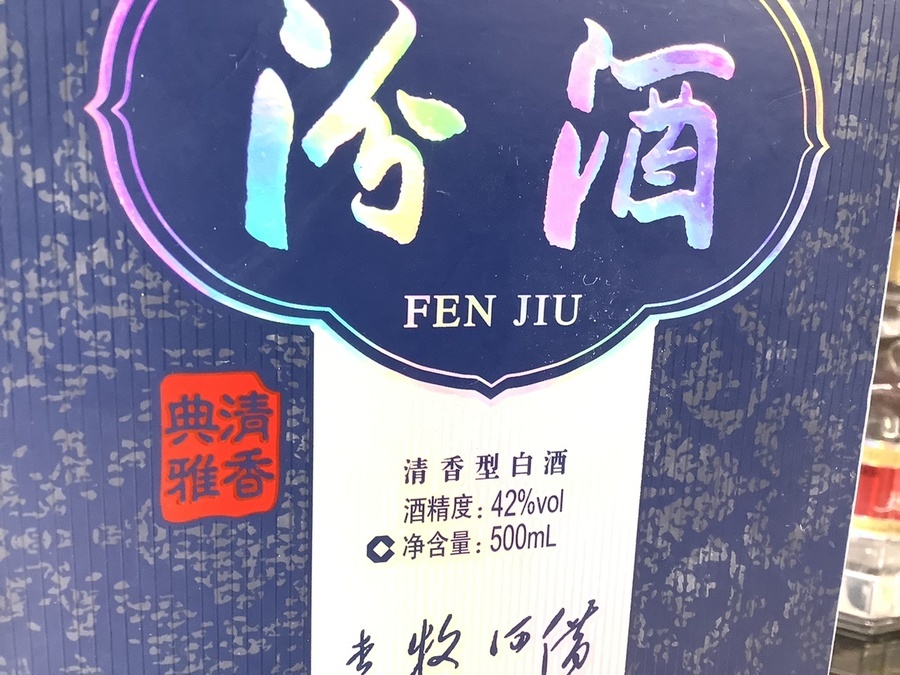 汾酒
FEN JIU
清香
典雅
清香型白酒
酒精度:42%vol
净含量:500mL